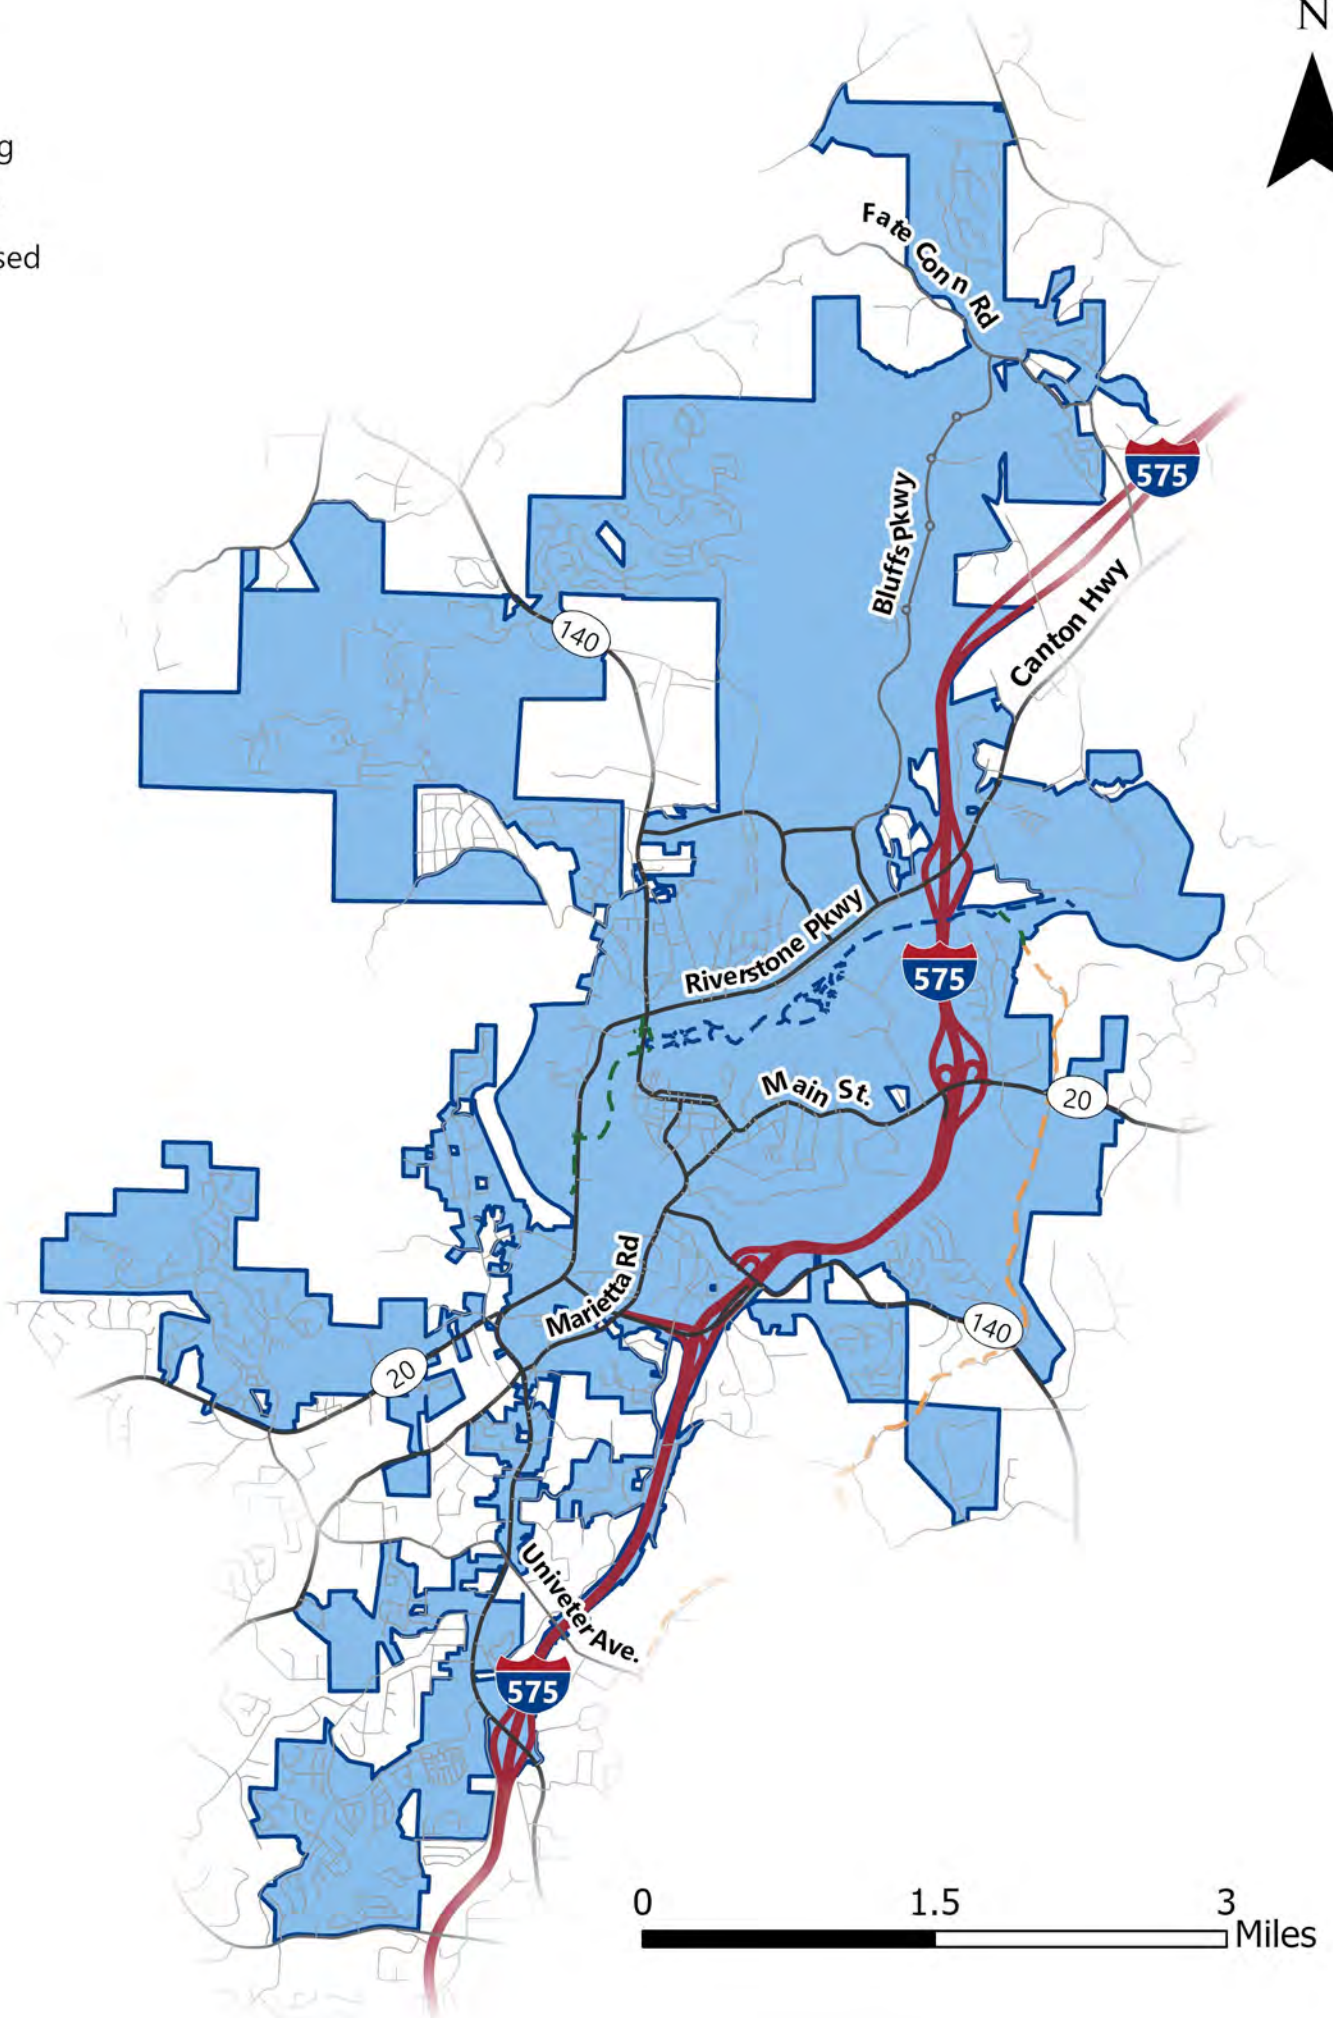 N
g
sed
Fate Conn Rd
575
Bluffs Pkwy
Canton Hwy
140
Riverstone Pkwy
575
Main St.
20
Marietta Rd
140
20
Univeter Ave.
575
0 1.5 3
Miles